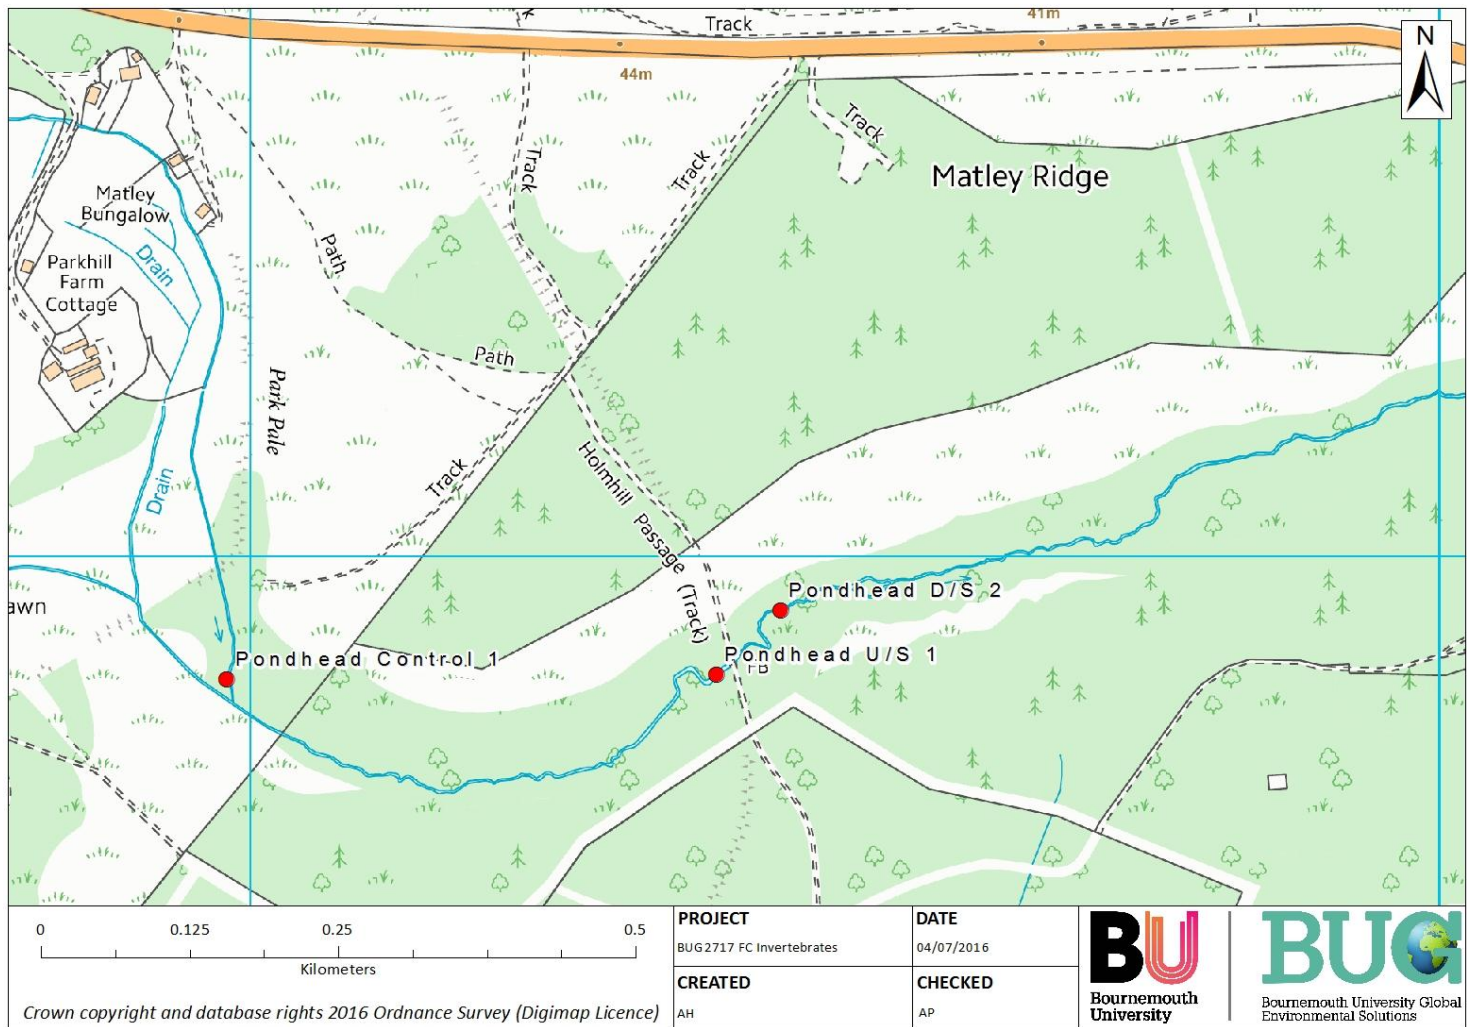 Track
41m
N
44m
Track
Track
Track
Matley Ridge
Matley
Bungalow
Drain
Path
Parkhill
Farm
Cottage
Path
Park Pale
Track
Drain
Holmhill Passage (Track)
awn
Pondhead D/S 2
Pondhead Control 1
Pondhead U/S 1
FB
0 0.125 0.25 0.5
Kilometers
Crown copyright and database rights 2016 Ordnance Survey (Digimap Licence)
PROJECT
BUG2717 FC Invertebrates
DATE
04/07/2016
CREATED
AH
CHECKED
AP
BU
Bournemouth
University
BUG
Bournemouth University Global
Environmental Solutions